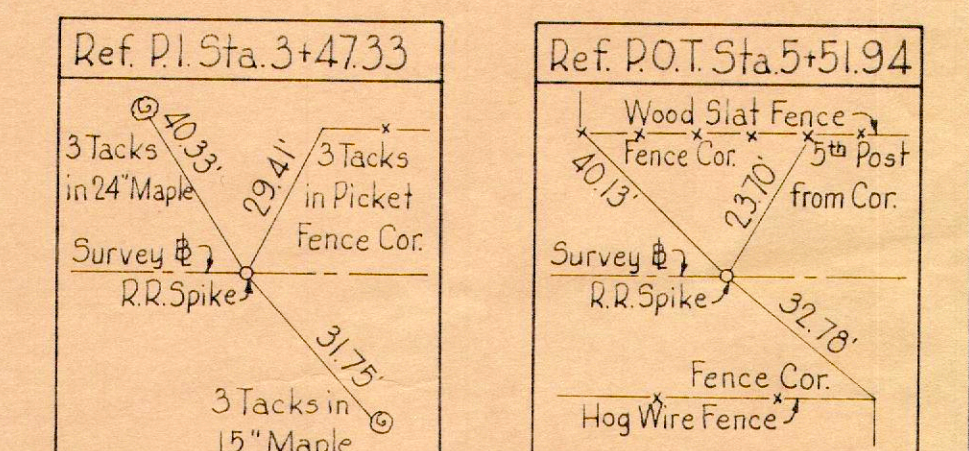 Ref. P.I. Sta. 3+47.33
40.33'
3 Tacks
in 24" Maple
29.41'
3 Tacks
in Picket
Fence Cor.
Survey ℄
R.R. Spike
31.75'
3 Tacks in
15" Maple
Ref. P.O.T. Sta. 5+51.94
Wood Slat Fence
Fence Cor.
5th Post
from Cor.
40.13'
23.70'
Survey ℄
R.R. Spike
32.78'
Fence Cor.
Hog Wire Fence